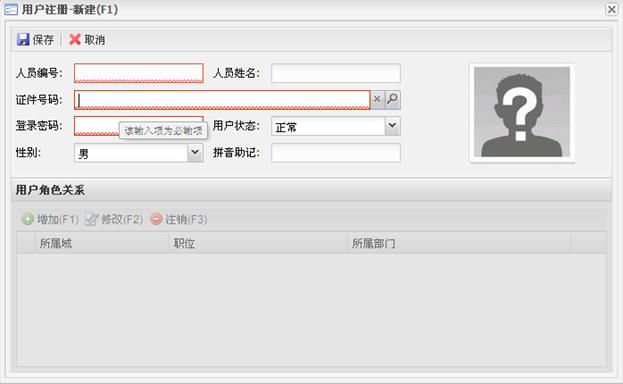 用户注册-新建(F1)
保存 取消
人员编号: 人员姓名:
证件号码:
登录密码: 用户状态: 正常
该输入项为必输项
性别: 男 拼音助记:
用户角色关系
增加(F1) 修改(F2) 注销(F3)
所属域 职位 所属部门